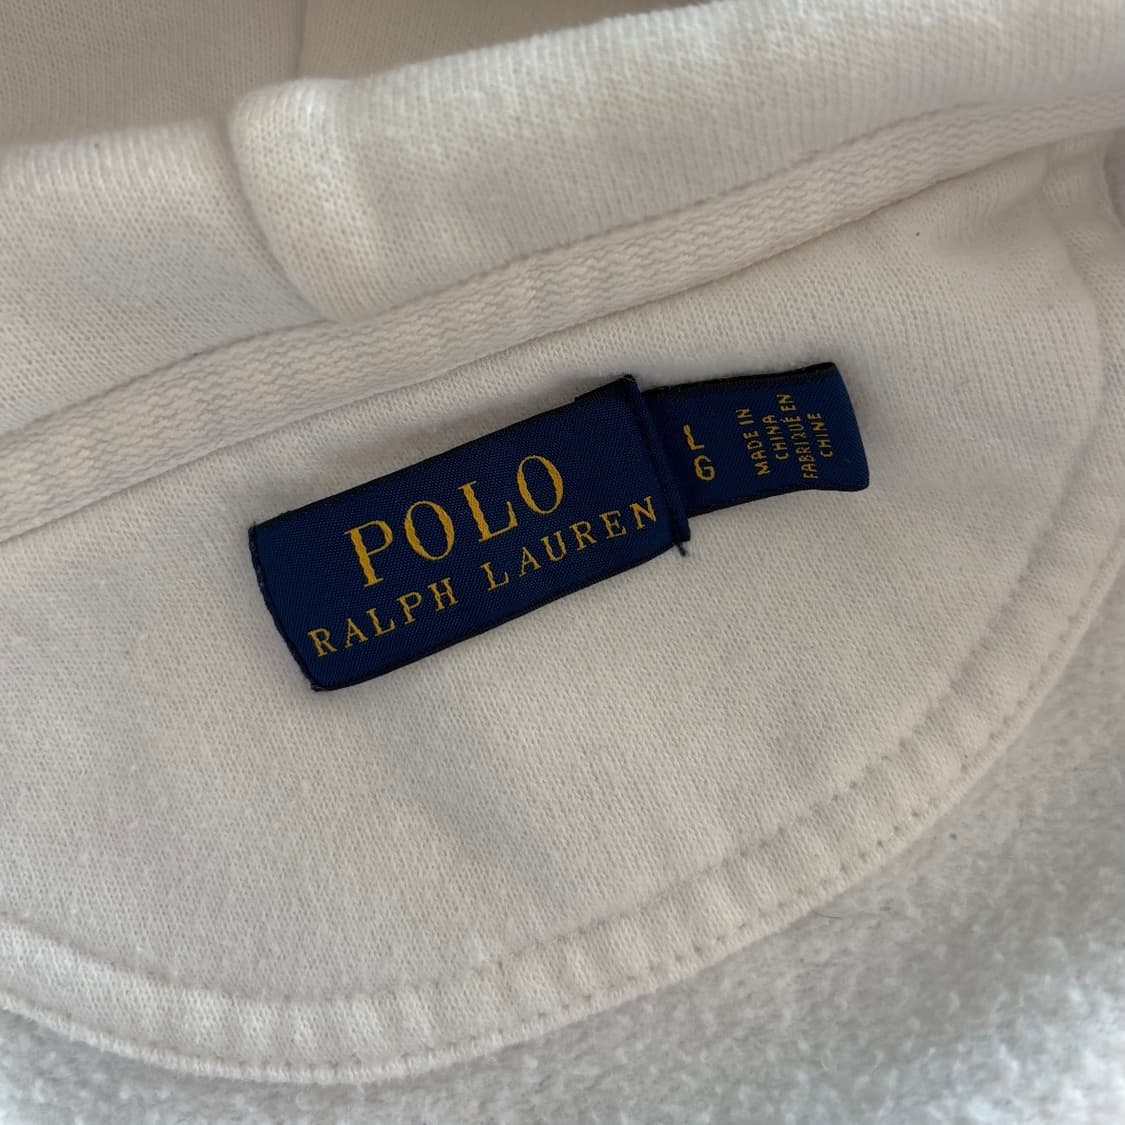 POLO
RALPH LAUREN
L
G
MADE IN
CHINA
FABRIQUÉ EN
CHINE